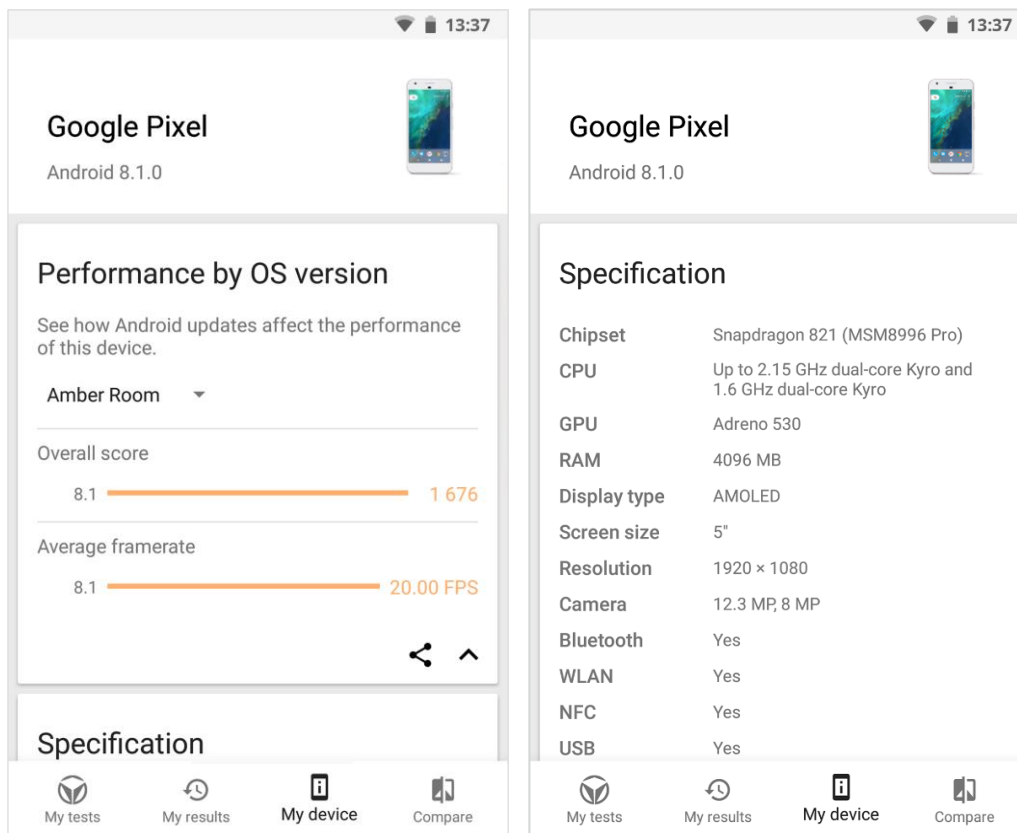 13:37
Google Pixel
Android 8.1.0
Performance by OS version
See how Android updates affect the performance
of this device.
Amber Room
Overall score
8.1 1 676
Average framerate
8.1 20.00 FPS
Specification
My tests My results My device Compare
13:37
Google Pixel
Android 8.1.0
Specification
Chipset Snapdragon 821 (MSM8996 Pro)
CPU Up to 2.15 GHz dual-core Kyro and
1.6 GHz dual-core Kyro
GPU Adreno 530
RAM 4096 MB
Display type AMOLED
Screen size 5"
Resolution 1920 × 1080
Camera 12.3 MP, 8 MP
Bluetooth Yes
WLAN Yes
NFC Yes
USB Yes
My tests My results My device Compare